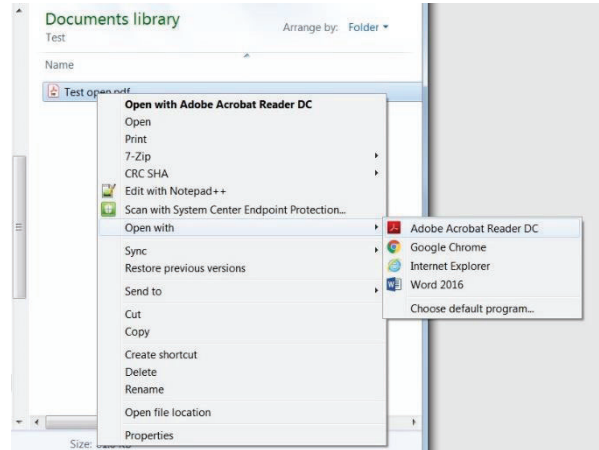 Documents library
Test
Arrange by: Folder
Name
Test open.pdf
Open with Adobe Acrobat Reader DC
Open
Print
7-Zip
CRC SHA
Edit with Notepad++
Scan with System Center Endpoint Protection...
Open with
Adobe Acrobat Reader DC
Google Chrome
Internet Explorer
Word 2016
Choose default program...
Sync
Restore previous versions
Send to
Cut
Copy
Create shortcut
Delete
Rename
Open file location
Properties
Size: